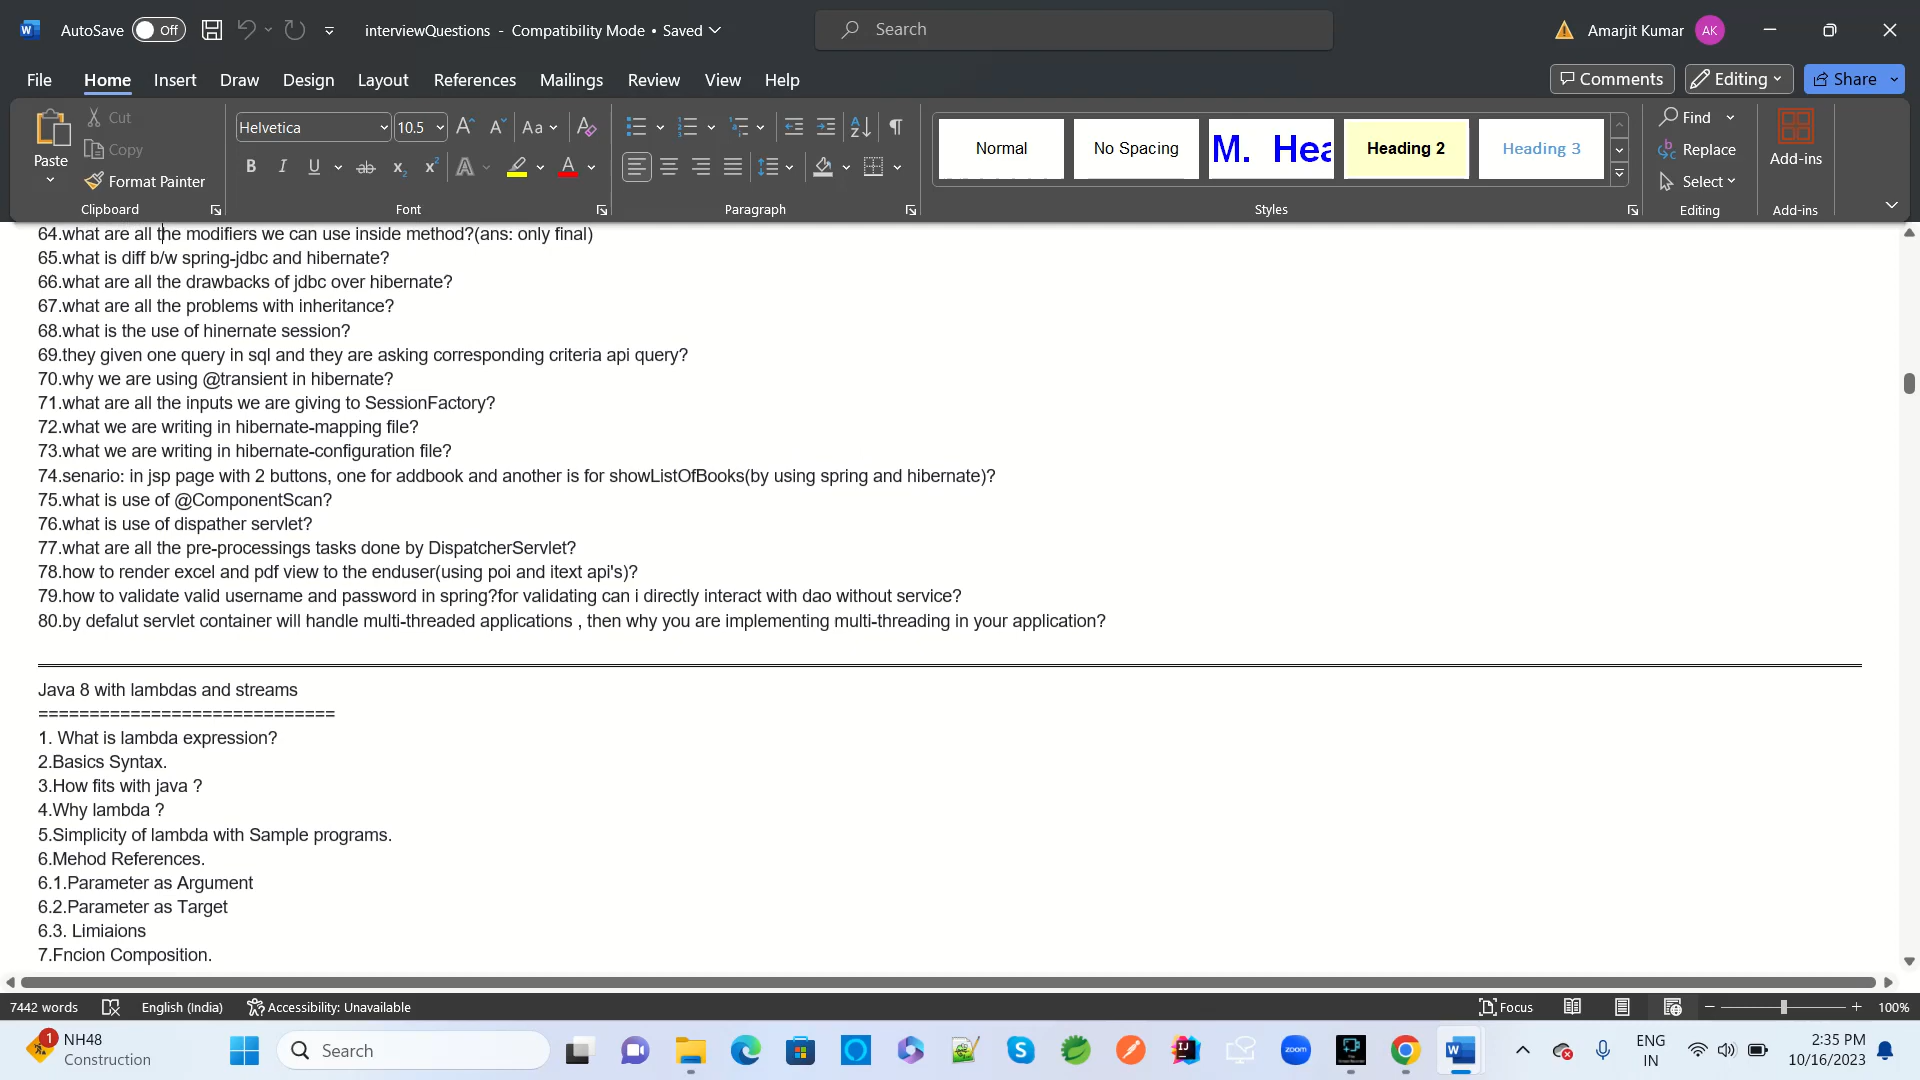 AutoSave Off interviewQuestions - Compatibility Mode • Saved Search Amarjit Kumar AK
File Home Insert Draw Design Layout References Mailings Review View Help Comments Editing Share
Paste Cut Copy Format Painter Clipboard
Helvetica 10.5 Aa Font
Paragraph
Normal No Spacing M. Hea Heading 2 Heading 3 Styles
Find Replace Select Editing
Add-ins Add-ins
64.what are all the modifiers we can use inside method?(ans: only final)
65.what is diff b/w spring-jdbc and hibernate?
66.what are all the drawbacks of jdbc over hibernate?
67.what are all the problems with inheritance?
68.what is the use of hinernate session?
69.they given one query in sql and they are asking corresponding criteria api query?
70.why we are using @transient in hibernate?
71.what are all the inputs we are giving to SessionFactory?
72.what we are writing in hibernate-mapping file?
73.what we are writing in hibernate-configuration file?
74.senario: in jsp page with 2 buttons, one for addbook and another is for showListOfBooks(by using spring and hibernate)?
75.what is use of @ComponentScan?
76.what is use of dispather servlet?
77.what are all the pre-processings tasks done by DispatcherServlet?
78.how to render excel and pdf view to the enduser(using poi and itext api's)?
79.how to validate valid username and password in spring?for validating can i directly interact with dao without service?
80.by defalut servlet container will handle multi-threaded applications , then why you are implementing multi-threading in your application?
Java 8 with lambdas and streams
=============================
1. What is lambda expression?
2.Basics Syntax.
3.How fits with java ?
4.Why lambda ?
5.Simplicity of lambda with Sample programs.
6.Mehod References.
6.1.Parameter as Argument
6.2.Parameter as Target
6.3. Limiaions
7.Fncion Composition.
7442 words English (India) Accessibility: Unavailable Focus 100%
1 NH48
Construction
Search
zoom
ENG
IN
2:35 PM
10/16/2023